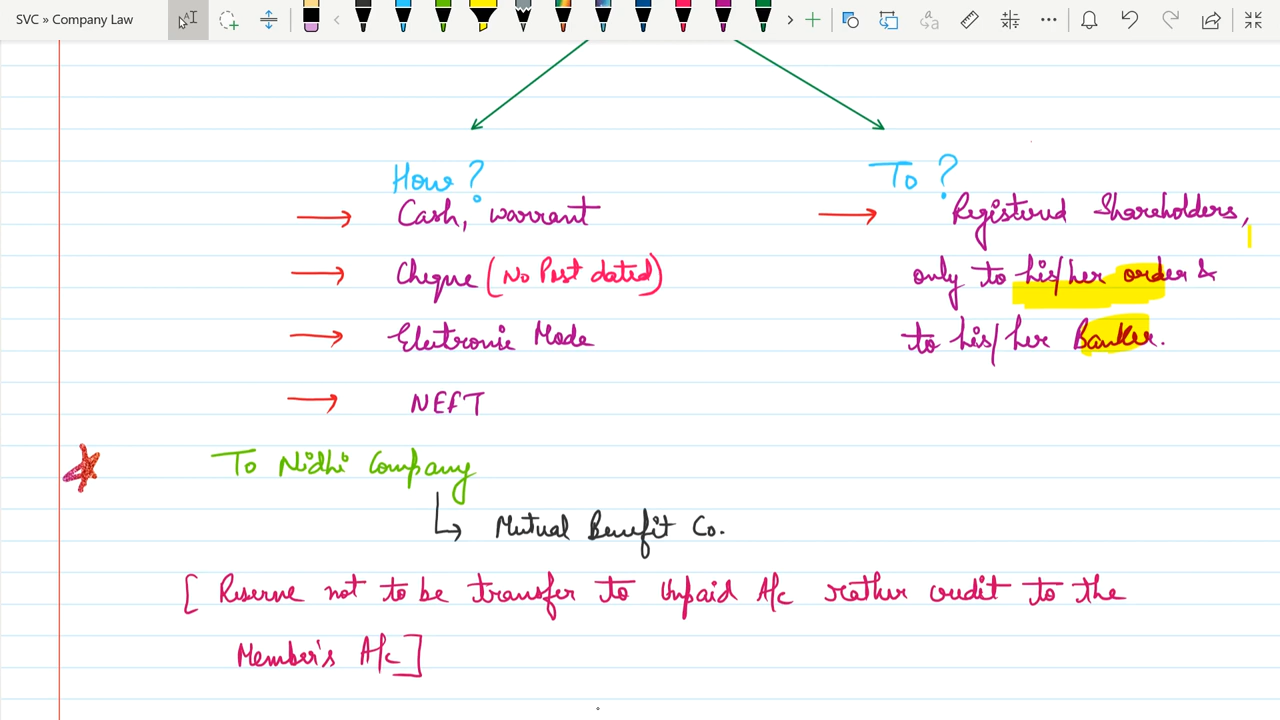 SVC » Company Law
How?
Cash, warrant
Cheque (No Post dated)
Electronic Mode
NEFT
To ?
Registered Shareholders,
only to his/her order &
to his/her Banker.
To Nidhi Company
Mutual Benefit Co.
[ Reserve not to be transfer to Unpaid A/c rather credit to the
Member's A/c ]